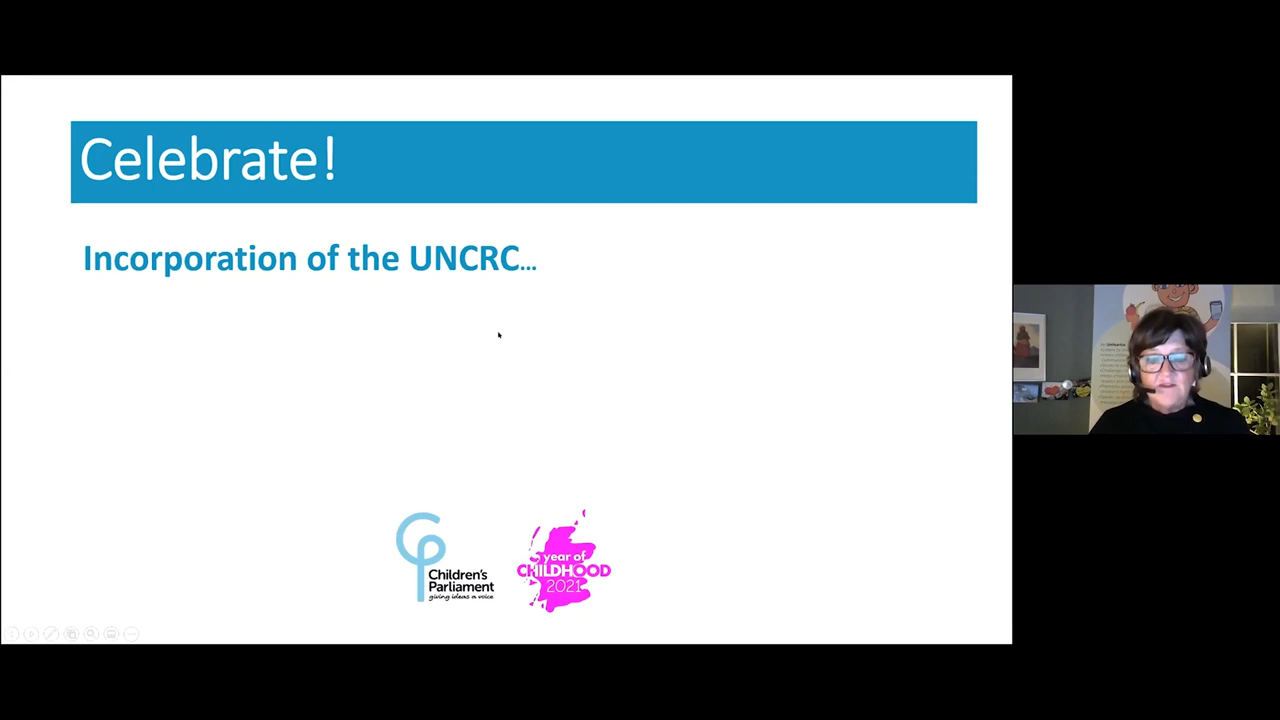 Celebrate!
Incorporation of the UNCRC...
Children's
Parliament
giving ideas a voice
year of
CHILDHOOD
2021